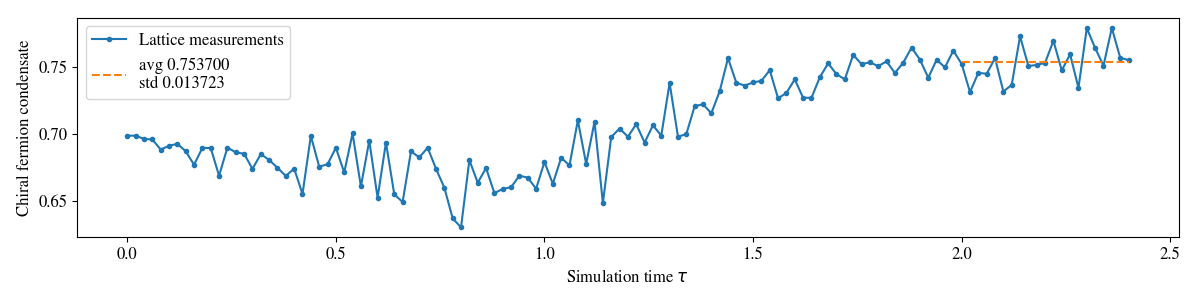 Lattice measurements
avg 0.753700
std 0.013723
Chiral fermion condensate
0.75
0.70
0.65
0.0 0.5 1.0 1.5 2.0 2.5
Simulation time τ